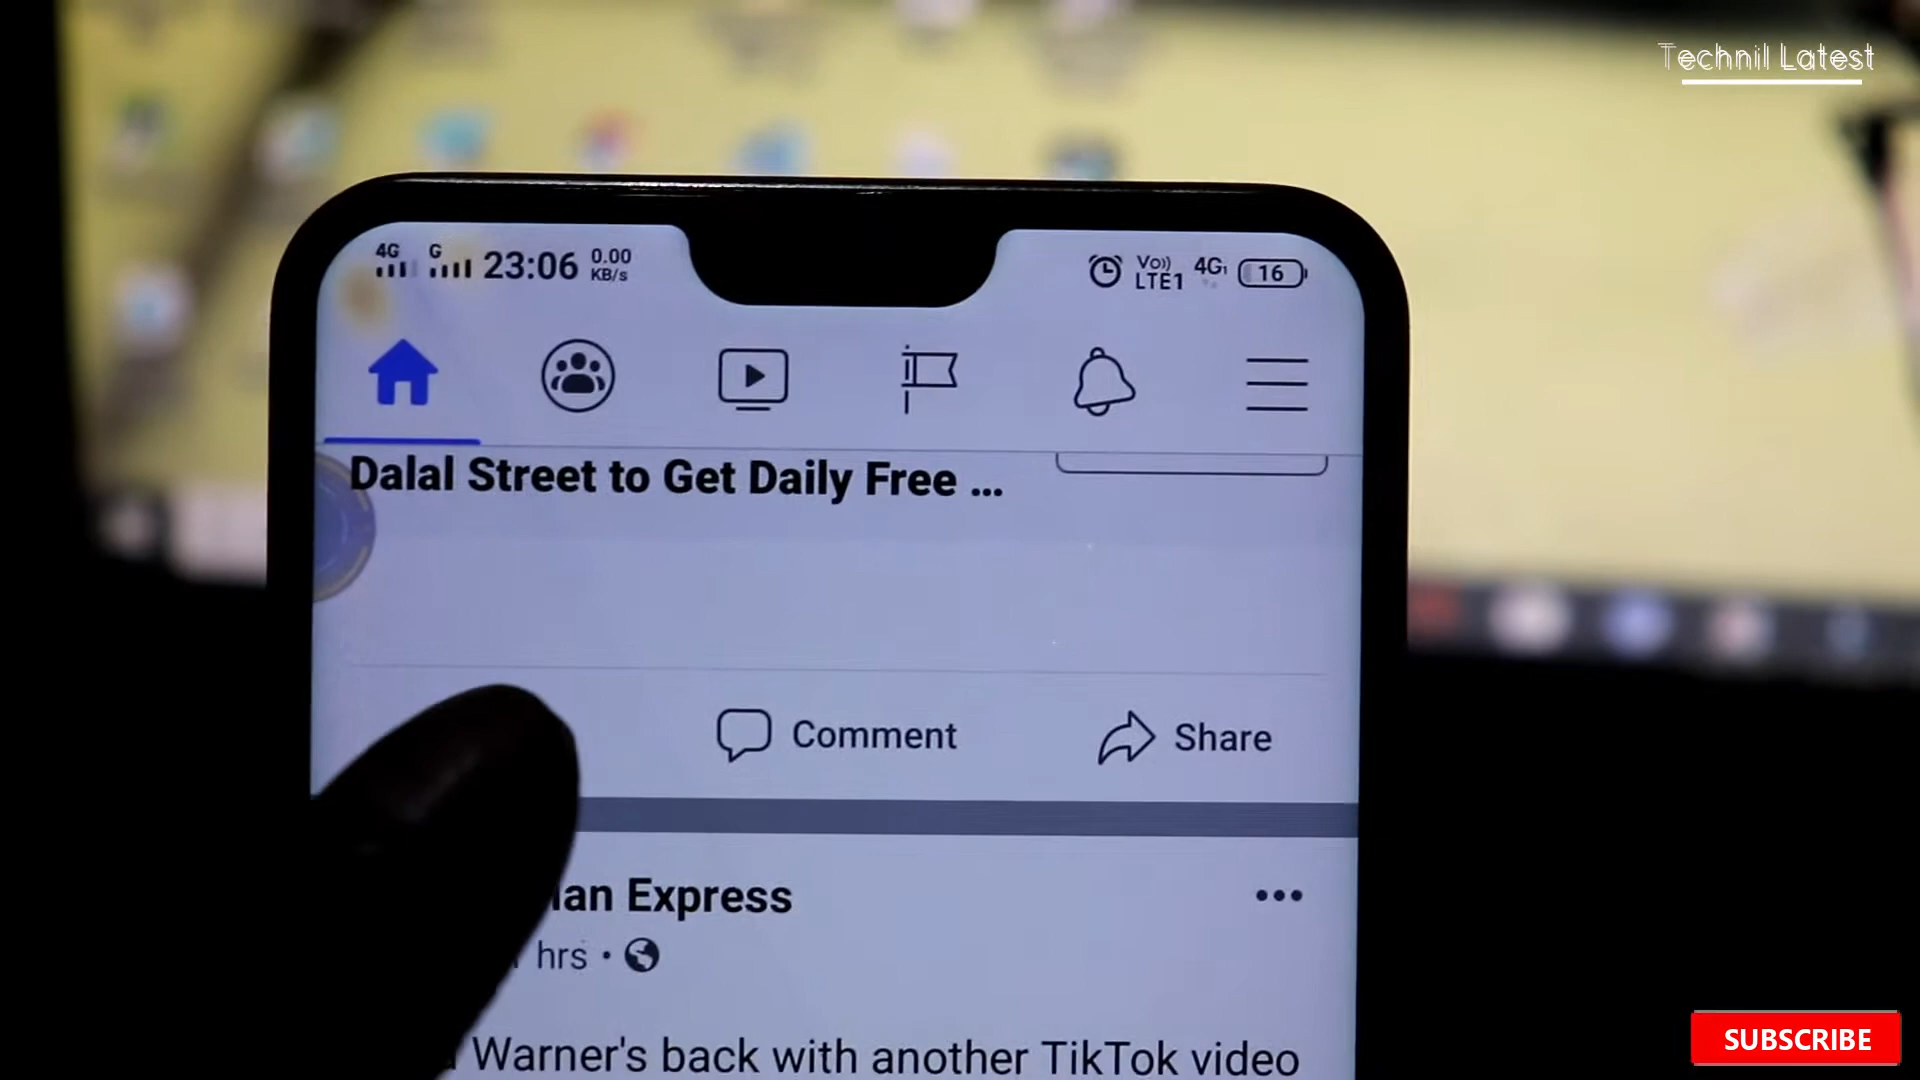 Technil Latest
4G G 23:06 0.00 KB/s Vo)) LTE1 4G 16
Dalal Street to Get Daily Free ...
Comment Share
Express
hrs
Warner's back with another TikTok video
SUBSCRIBE